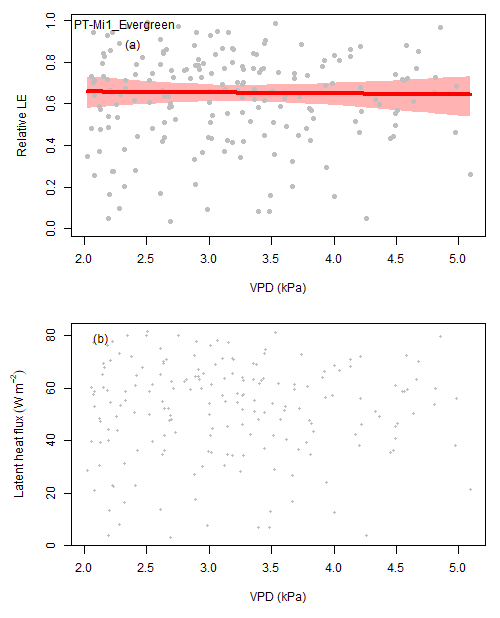 PT-Mi1_Evergreen
(a)
1.0
0.8
0.6
0.4
0.2
0.0
Relative LE
2.0 2.5 3.0 3.5 4.0 4.5 5.0
VPD (kPa)
(b)
80
60
40
20
0
Latent heat flux (W m⁻²)
2.0 2.5 3.0 3.5 4.0 4.5 5.0
VPD (kPa)